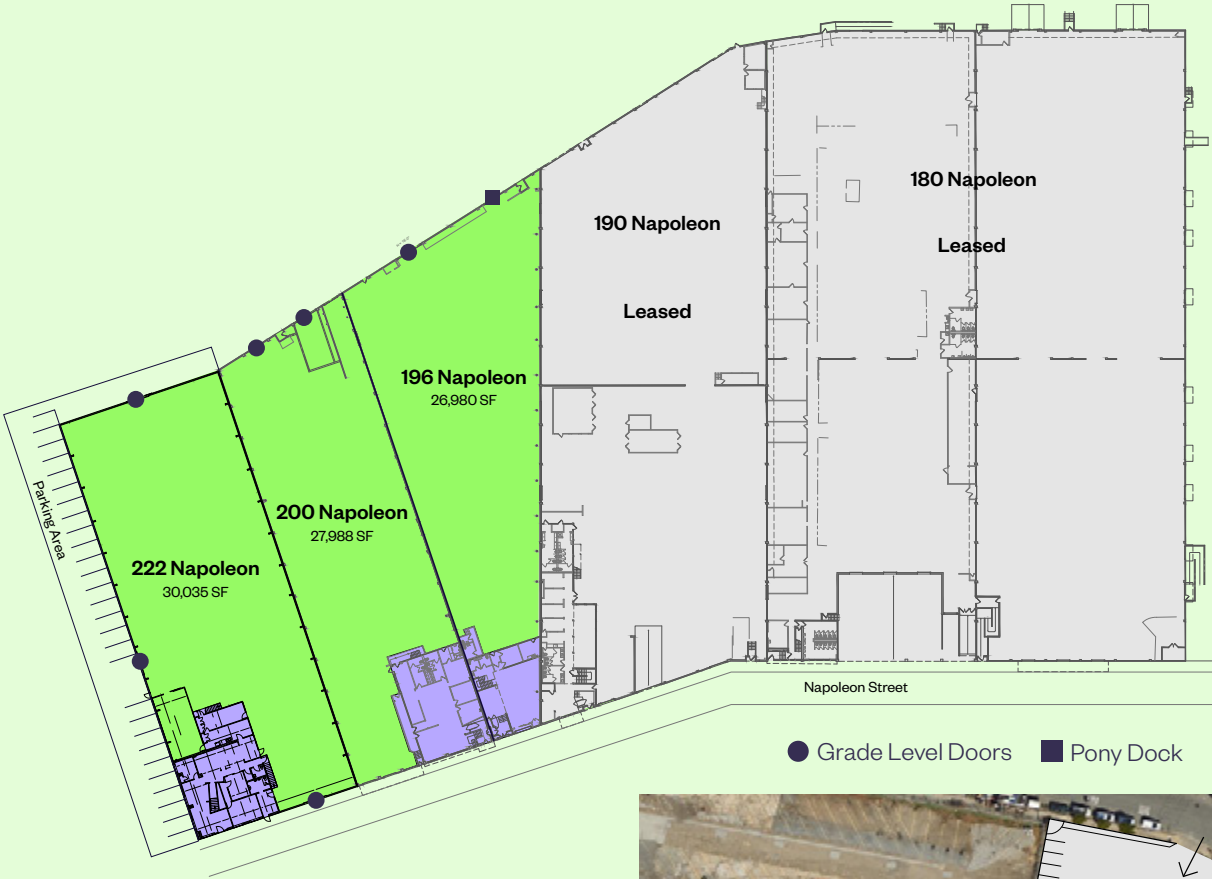 180 Napoleon
Leased
190 Napoleon
Leased
196 Napoleon
26,980 SF
200 Napoleon
27,988 SF
222 Napoleon
30,035 SF
Parking Area
Napoleon Street
Grade Level Doors
Pony Dock